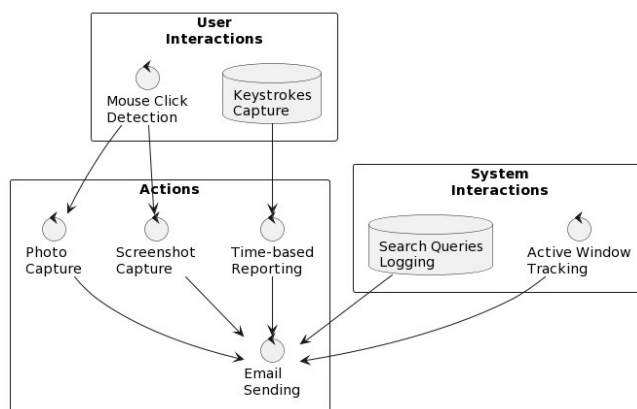 User
Interactions
Mouse Click
Detection
Keystrokes
Capture
Actions
Photo
Capture
Screenshot
Capture
Time-based
Reporting
Email
Sending
System
Interactions
Search Queries
Logging
Active Window
Tracking